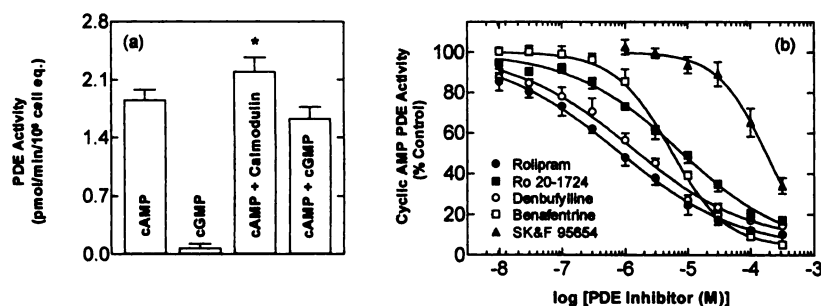 (a)
PDE Activity
(pmol/min/10⁶ cell eq.)
2.8
2.1
1.4
0.7
0.0
cAMP
cGMP
*
cAMP + Calmodulin
cAMP + cGMP
(b)
Cyclic AMP PDE Activity
(% Control)
100
80
60
40
20
0
Rolipram
Ro 20-1724
Denbufylline
Benafentrine
SK&F 95654
-8 -7 -6 -5 -4 -3
log [PDE Inhibitor (M)]